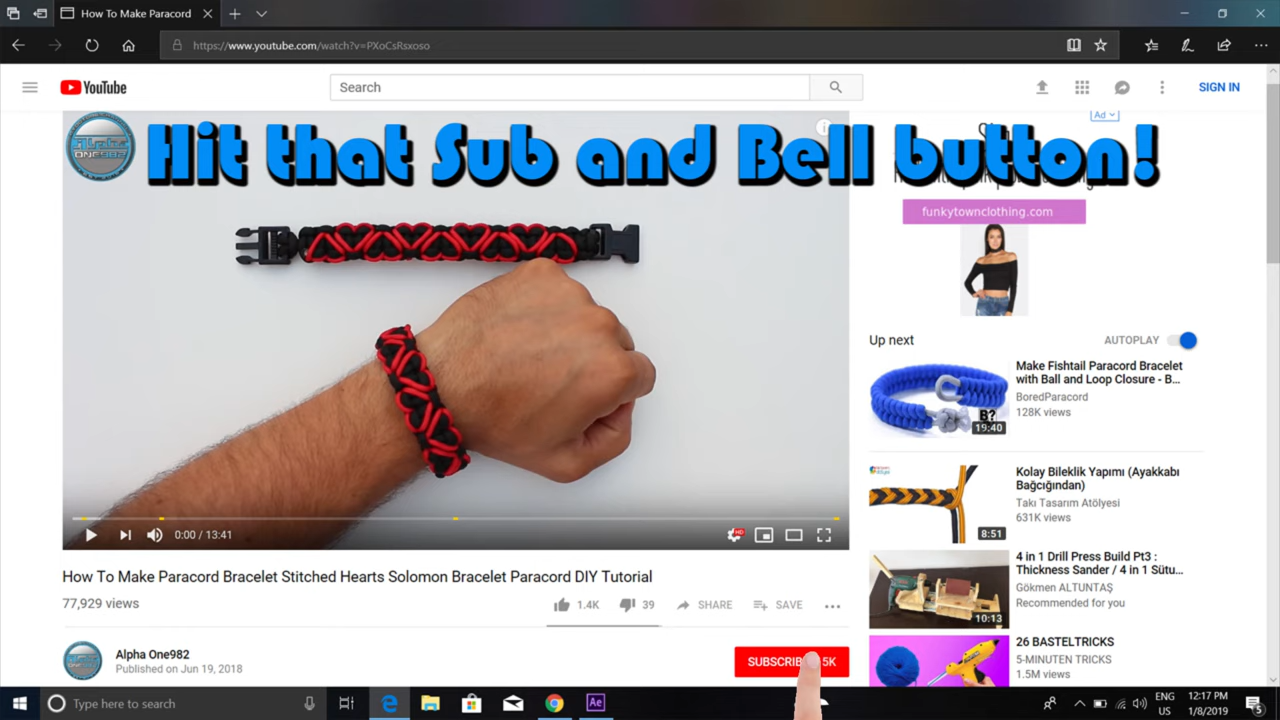 How To Make Paracord
https://www.youtube.com/watch?v=PXoCsRsxoso
YouTube
Search
SIGN IN
Hit that Sub and Bell button!
ONE982
Ad
funkytownclothing.com
Up next
AUTOPLAY
Make Fishtail Paracord Bracelet
with Ball and Loop Closure - B...
BoredParacord
128K views
B?
19:40
Kolay Bileklik Yapımı (Ayakkabı
Bağcığından)
Takı Tasarım Atölyesi
631K views
8:51
0:00 / 13:41
HD
How To Make Paracord Bracelet Stitched Hearts Solomon Bracelet Paracord DIY Tutorial
77,929 views
1.4K
39
SHARE
SAVE
4 in 1 Drill Press Build Pt3 :
Thickness Sander / 4 in 1 Sütu...
Gökmen ALTUNTAŞ
Recommended for you
10:13
Alpha One982
Published on Jun 19, 2018
SUBSCRIB 5K
26 BASTELTRICKS
5-MINUTEN TRICKS
1.5M views
Type here to search
Ae
ENG
US
12:17 PM
1/8/2019
5